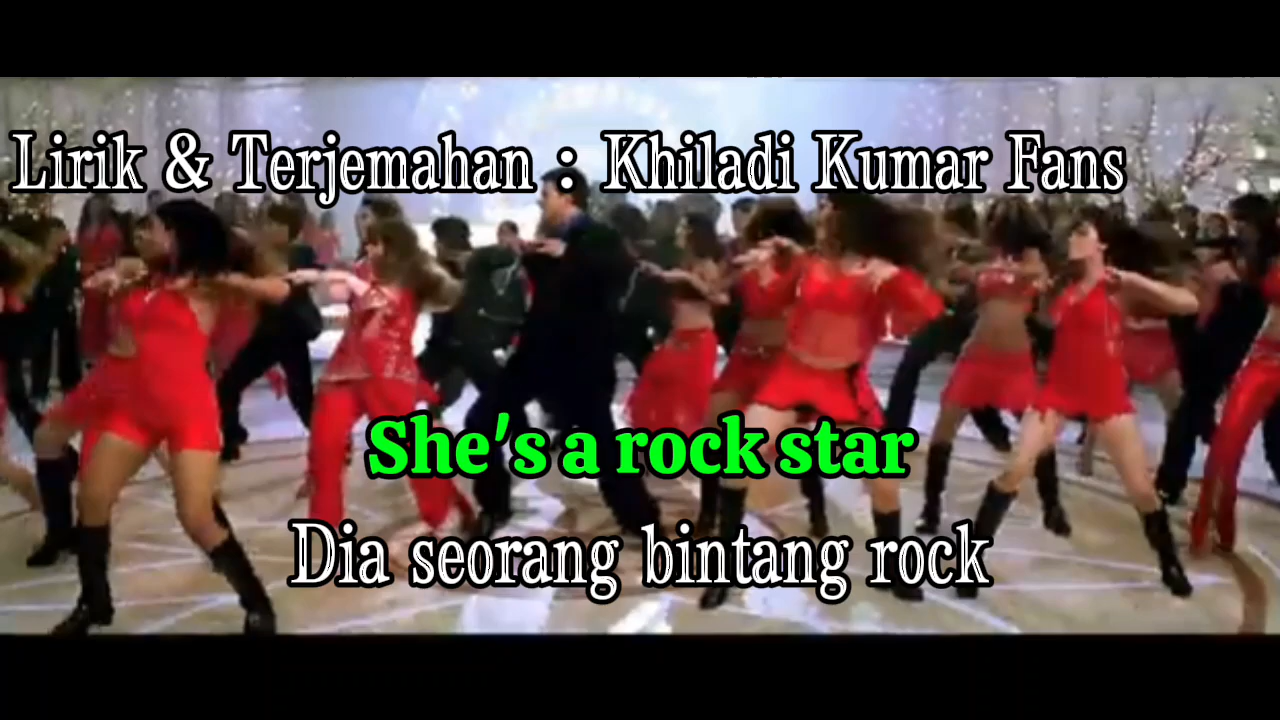 Lirik & Terjemahan : Khiladi Kumar Fans
She's a rock star
Dia seorang bintang rock